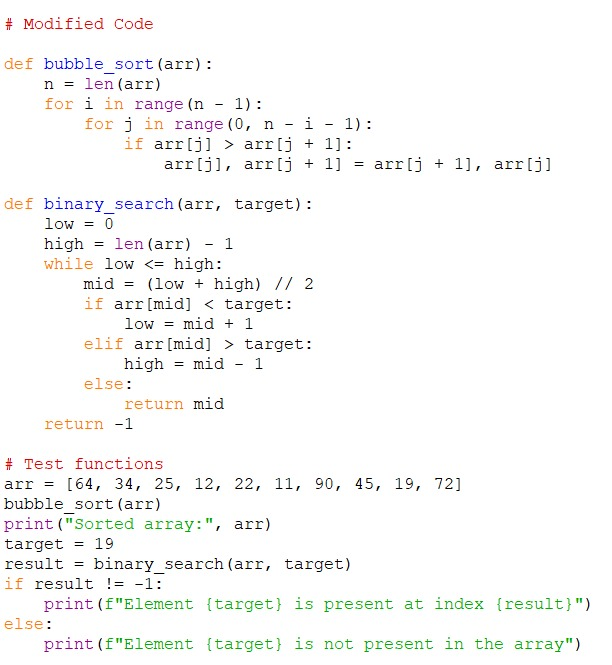 # Modified Code

def bubble_sort(arr):
    n = len(arr)
    for i in range(n - 1):
        for j in range(0, n - i - 1):
            if arr[j] > arr[j + 1]:
                arr[j], arr[j + 1] = arr[j + 1], arr[j]

def binary_search(arr, target):
    low = 0
    high = len(arr) - 1
    while low <= high:
        mid = (low + high) // 2
        if arr[mid] < target:
            low = mid + 1
        elif arr[mid] > target:
            high = mid - 1
        else:
            return mid
    return -1

# Test functions
arr = [64, 34, 25, 12, 22, 11, 90, 45, 19, 72]
bubble_sort(arr)
print("Sorted array:", arr)
target = 19
result = binary_search(arr, target)
if result != -1:
    print(f"Element {target} is present at index {result}")
else:
    print(f"Element {target} is not present in the array")